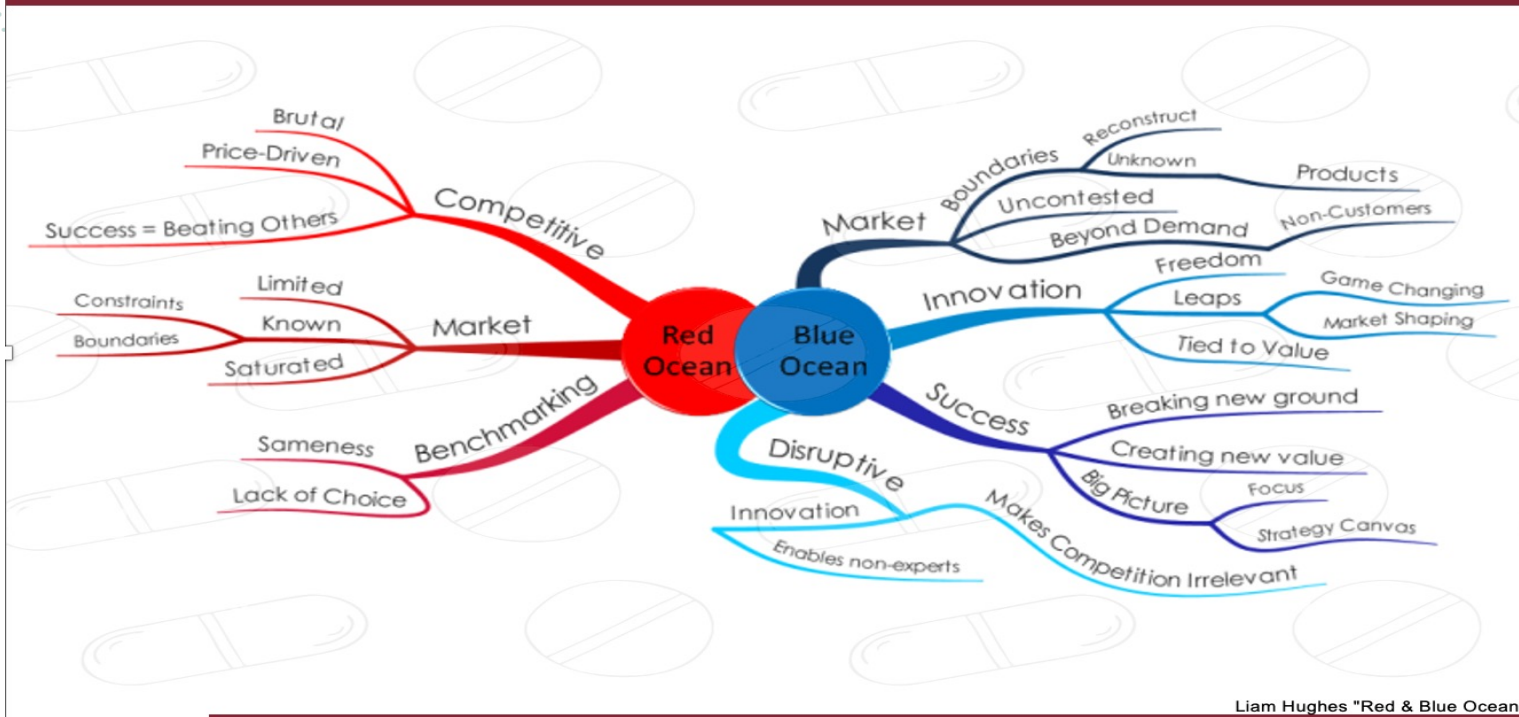 Brutal
Price-Driven
Success = Beating Others
Competitive
Limited
Constraints
Known
Boundaries
Saturated
Market
Sameness
Lack of Choice
Benchmarking
Red
Ocean
Blue
Ocean
Market
Boundaries
Reconstruct
Unknown
Products
Uncontested
Beyond Demand
Non-Customers
Innovation
Freedom
Leaps
Game Changing
Market Shaping
Tied to Value
Success
Breaking new ground
Creating new value
Big Picture
Focus
Strategy Canvas
Disruptive
Innovation
Enables non-experts
Makes Competition Irrelevant
Liam Hughes "Red & Blue Ocean